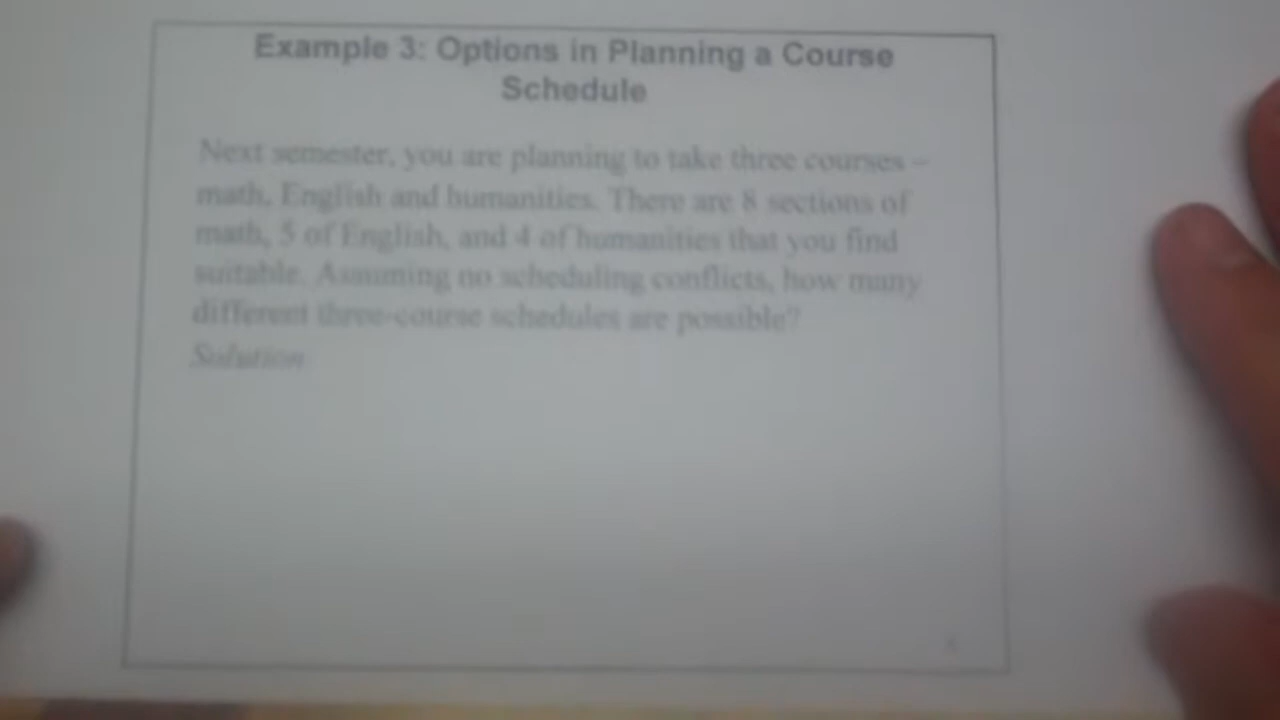 Example 3: Options in Planning a Course
Schedule
Next semester, you are planning to take three courses –
math, English and humanities. There are 8 sections of
math, 5 of English, and 4 of humanities that you find
suitable. Assuming no scheduling conflicts, how many
different three-course schedules are possible?
Solution